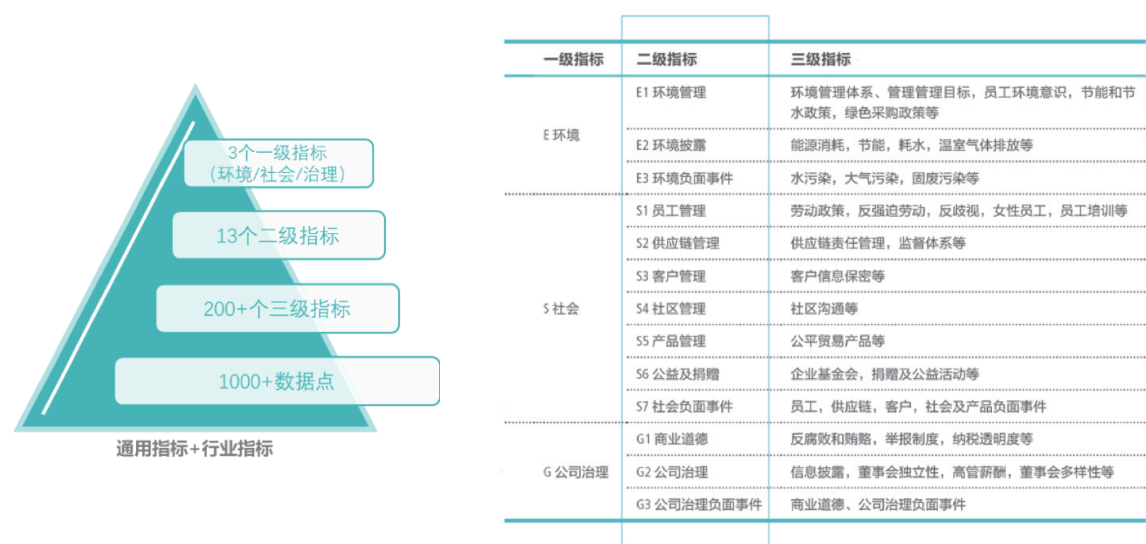 3个一级指标
(环境/社会/治理)
13个二级指标
200+个三级指标
1000+数据点
通用指标+行业指标
一级指标 二级指标 三级指标
E 环境
E1 环境管理 环境管理体系、管理管理目标，员工环境意识，节能和节
水政策，绿色采购政策等
E2 环境披露 能源消耗，节能，耗水，温室气体排放等
E3 环境负面事件 水污染，大气污染，固废污染等
S 社会
S1 员工管理 劳动政策，反强迫劳动，反歧视，女性员工，员工培训等
S2 供应链管理 供应链责任管理，监督体系等
S3 客户管理 客户信息保密等
S4 社区管理 社区沟通等
S5 产品管理 公平贸易产品等
S6 公益及捐赠 企业基金会，捐赠及公益活动等
S7 社会负面事件 员工，供应链，客户，社会及产品负面事件
G 公司治理
G1 商业道德 反腐败和贿赂，举报制度，纳税透明度等
G2 公司治理 信息披露，董事会独立性，高管薪酬，董事会多样性等
G3 公司治理负面事件 商业道德、公司治理负面事件